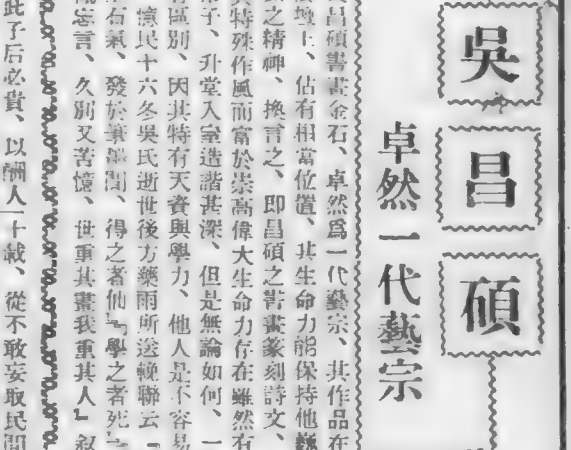 吳昌碩
卓然一代藝宗
昌碩書畫金石、卓然爲一代藝宗、其作品在
壇上、佔有相當位置、其生命力能保持他巍
之精神、換言之、卽昌碩之書畫篆刻詩文、
特殊作風而富於崇高偉大生命力存在雖然有
子、升堂入室造詣甚深、但是無論如何、一
區別、因其特有天資與學力、他人是不容易
憶民十六冬吳氏逝世後方藥雨所送輓聯云『
石氣、發於 間、得之者仙『學之者死』、
忘言、久別又苦憶、世重其畫我重其人』叙
此子后必貴、以酬人 十載、從不敢妄取民間